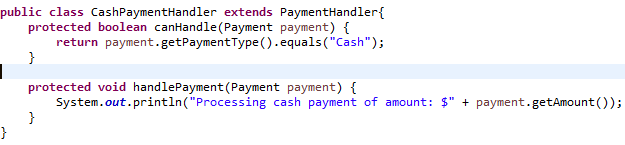 public class CashPaymentHandler extends PaymentHandler{
    protected boolean canHandle(Payment payment) {
        return payment.getPaymentType().equals("Cash");
    }

    protected void handlePayment(Payment payment) {
        System.out.println("Processing cash payment of amount: $" + payment.getAmount());
    }
}